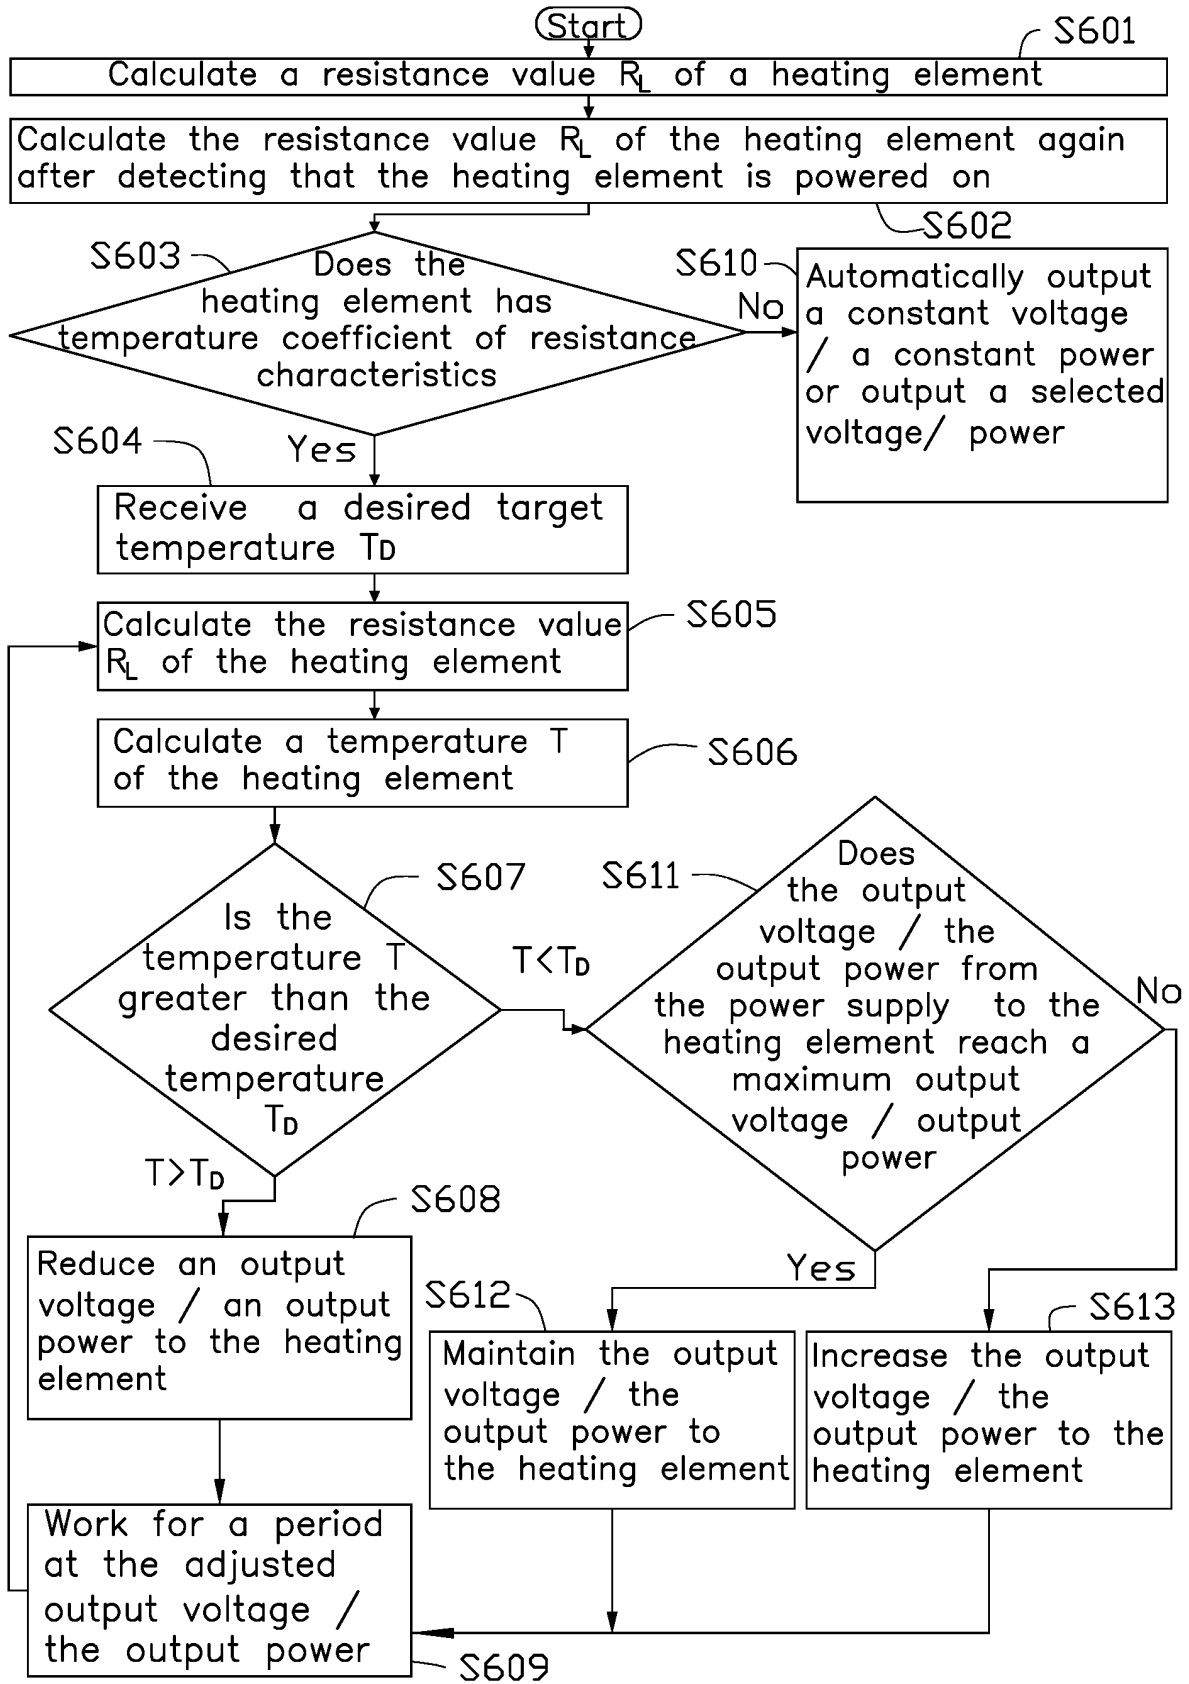 Start
S601
Calculate a resistance value RL of a heating element
Calculate the resistance value RL of the heating element again
after detecting that the heating element is powered on
S602
S603
Does the
heating element has
temperature coefficient of resistance
characteristics
No
S610
Automatically output
a constant voltage
/ a constant power
or output a selected
voltage/ power
Yes
S604
Receive a desired target
temperature TD
S605
Calculate the resistance value
RL of the heating element
S606
Calculate a temperature T
of the heating element
S607
Is the
temperature T
greater than the
desired
temperature
TD
T<TD
S611
Does
the output
voltage / the
output power from
the power supply to the
heating element reach a
maximum output
voltage / output
power
No
T>TD
S608
Reduce an output
voltage / an output
power to the heating
element
Yes
S612
Maintain the output
voltage / the
output power to
the heating element
S613
Increase the output
voltage / the
output power to the
heating element
Work for a period
at the adjusted
output voltage /
the output power
S609